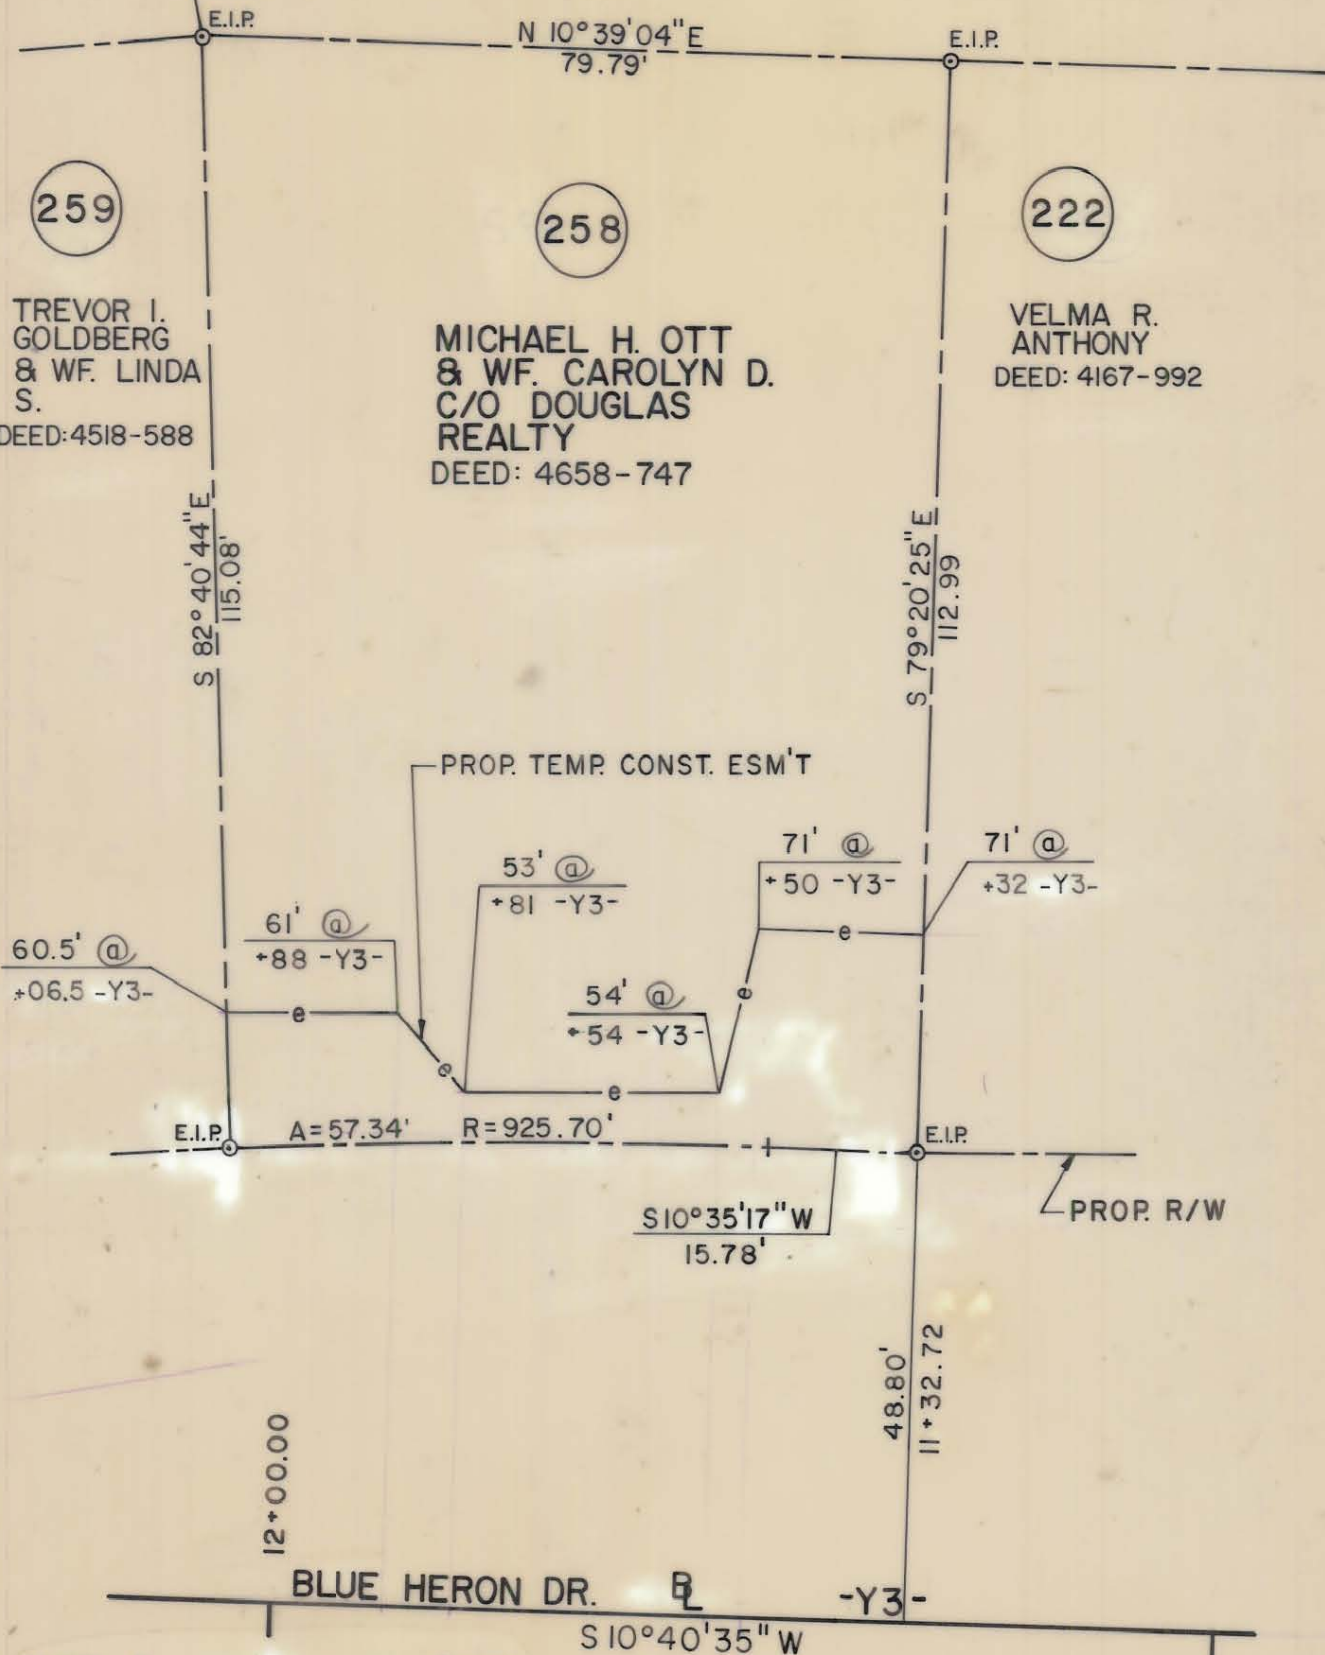 E.I.P.
N 10°39'04"E
79.79'
E.I.P.
259
258
222
TREVOR I.
GOLDBERG
& WF. LINDA
S.
DEED:4518-588
MICHAEL H. OTT
& WF. CAROLYN D.
C/O DOUGLAS
REALTY
DEED: 4658-747
VELMA R.
ANTHONY
DEED: 4167-992
S 82°40'44"E
115.08'
S 79°20'25"E
112.99
PROP. TEMP. CONST. ESM'T
71' @
+50 -Y3-
71' @
+32 -Y3-
53' @
+81 -Y3-
61' @
+88 -Y3-
60.5' @
+06.5 -Y3-
54' @
+54 -Y3-
e
e
e
e
e
E.I.P.
A=57.34'
R=925.70'
E.I.P.
S10°35'17"W
15.78'
PROP. R/W
48.80'
11+32.72
12+00.00
BLUE HERON DR. BL -Y3-
S10°40'35"W